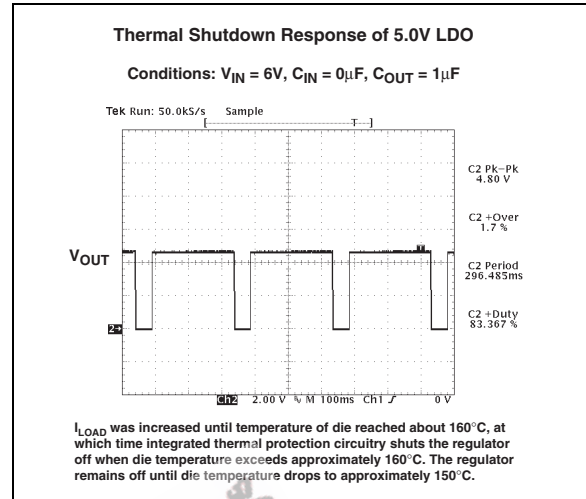 Thermal Shutdown Response of 5.0V LDO
Conditions: VIN = 6V, CIN = 0μF, COUT = 1μF
Tek Run: 50.0kS/s Sample
[ T ]
C2 Pk−Pk
4.80 V
C2 +Over
1.7 %
T
VOUT
C2 Period
296.485ms
C2 +Duty
83.367 %
2→
Ch2 2.00 V M 100ms Ch1 0 V
ILOAD was increased until temperature of die reached about 160°C, at
which time integrated thermal protection circuitry shuts the regulator
off when die temperature exceeds approximately 160°C. The regulator
remains off until die temperature drops to approximately 150°C.